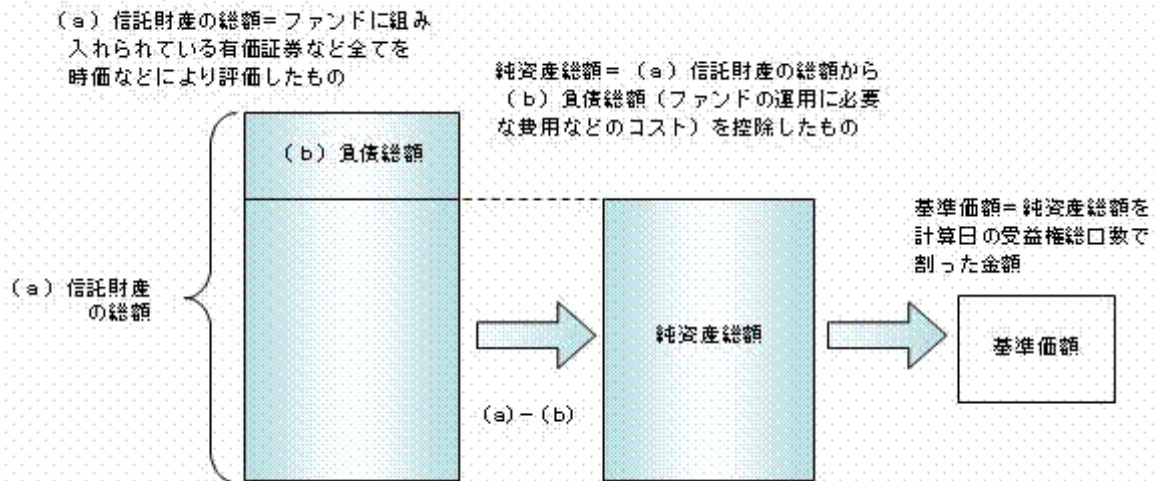 (a) 信託財産の総額=ファンドに組み
入れられている有価証券など全てを
時価などにより評価したもの
純資産総額= (a) 信託財産の総額から
(b) 負債総額 (ファンドの運用に必要
な費用などのコスト) を控除したもの
(b) 負債総額
基準価額=純資産総額を
計算日の受益権総口数で
割った金額
(a) 信託財産
の総額
純資産総額
基準価額
(a)-(b)